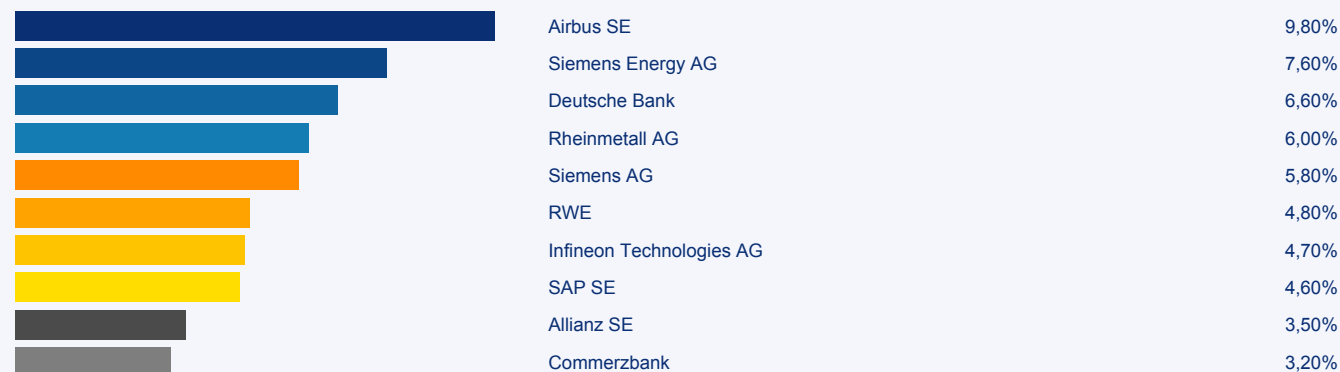 Airbus SE 9,80%
Siemens Energy AG 7,60%
Deutsche Bank 6,60%
Rheinmetall AG 6,00%
Siemens AG 5,80%
RWE 4,80%
Infineon Technologies AG 4,70%
SAP SE 4,60%
Allianz SE 3,50%
Commerzbank 3,20%